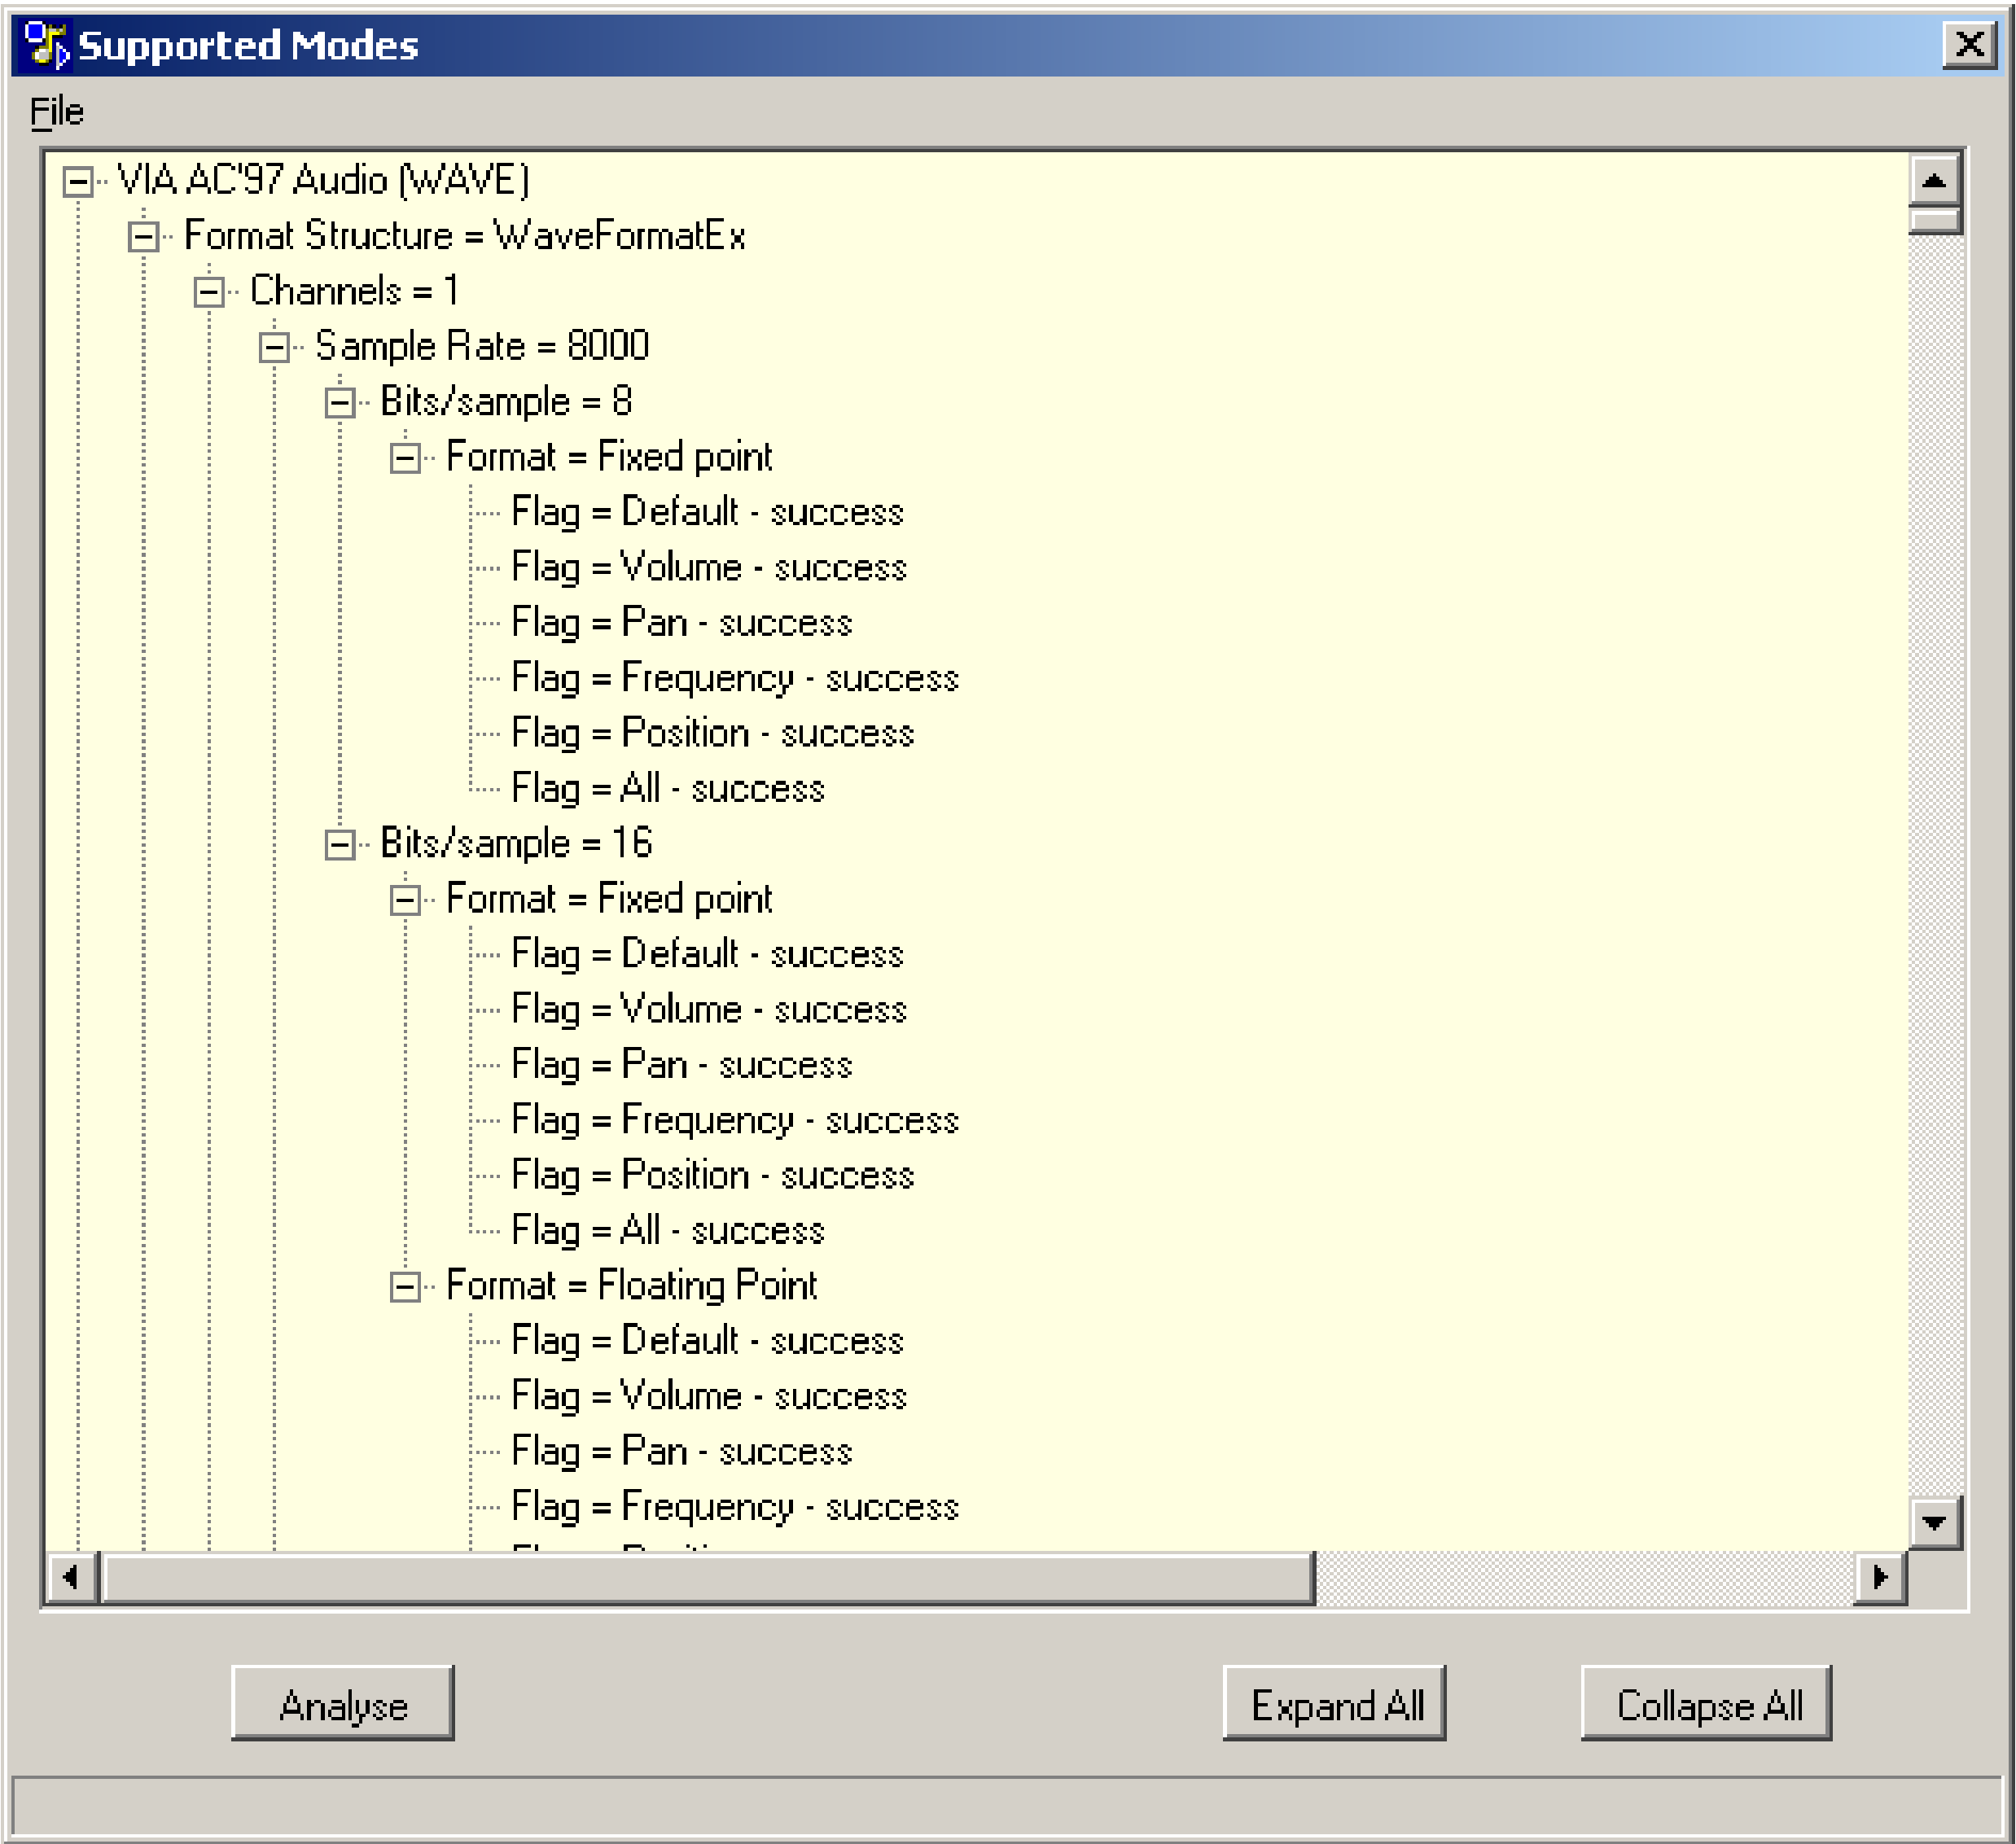 Supported Modes
File
VIA AC'97 Audio (WAVE)
Format Structure = WaveFormatEx
Channels = 1
Sample Rate = 8000
Bits/sample = 8
Format = Fixed point
Flag = Default - success
Flag = Volume - success
Flag = Pan - success
Flag = Frequency - success
Flag = Position - success
Flag = All - success
Bits/sample = 16
Format = Fixed point
Flag = Default - success
Flag = Volume - success
Flag = Pan - success
Flag = Frequency - success
Flag = Position - success
Flag = All - success
Format = Floating Point
Flag = Default - success
Flag = Volume - success
Flag = Pan - success
Flag = Frequency - success
Analyse Expand All Collapse All